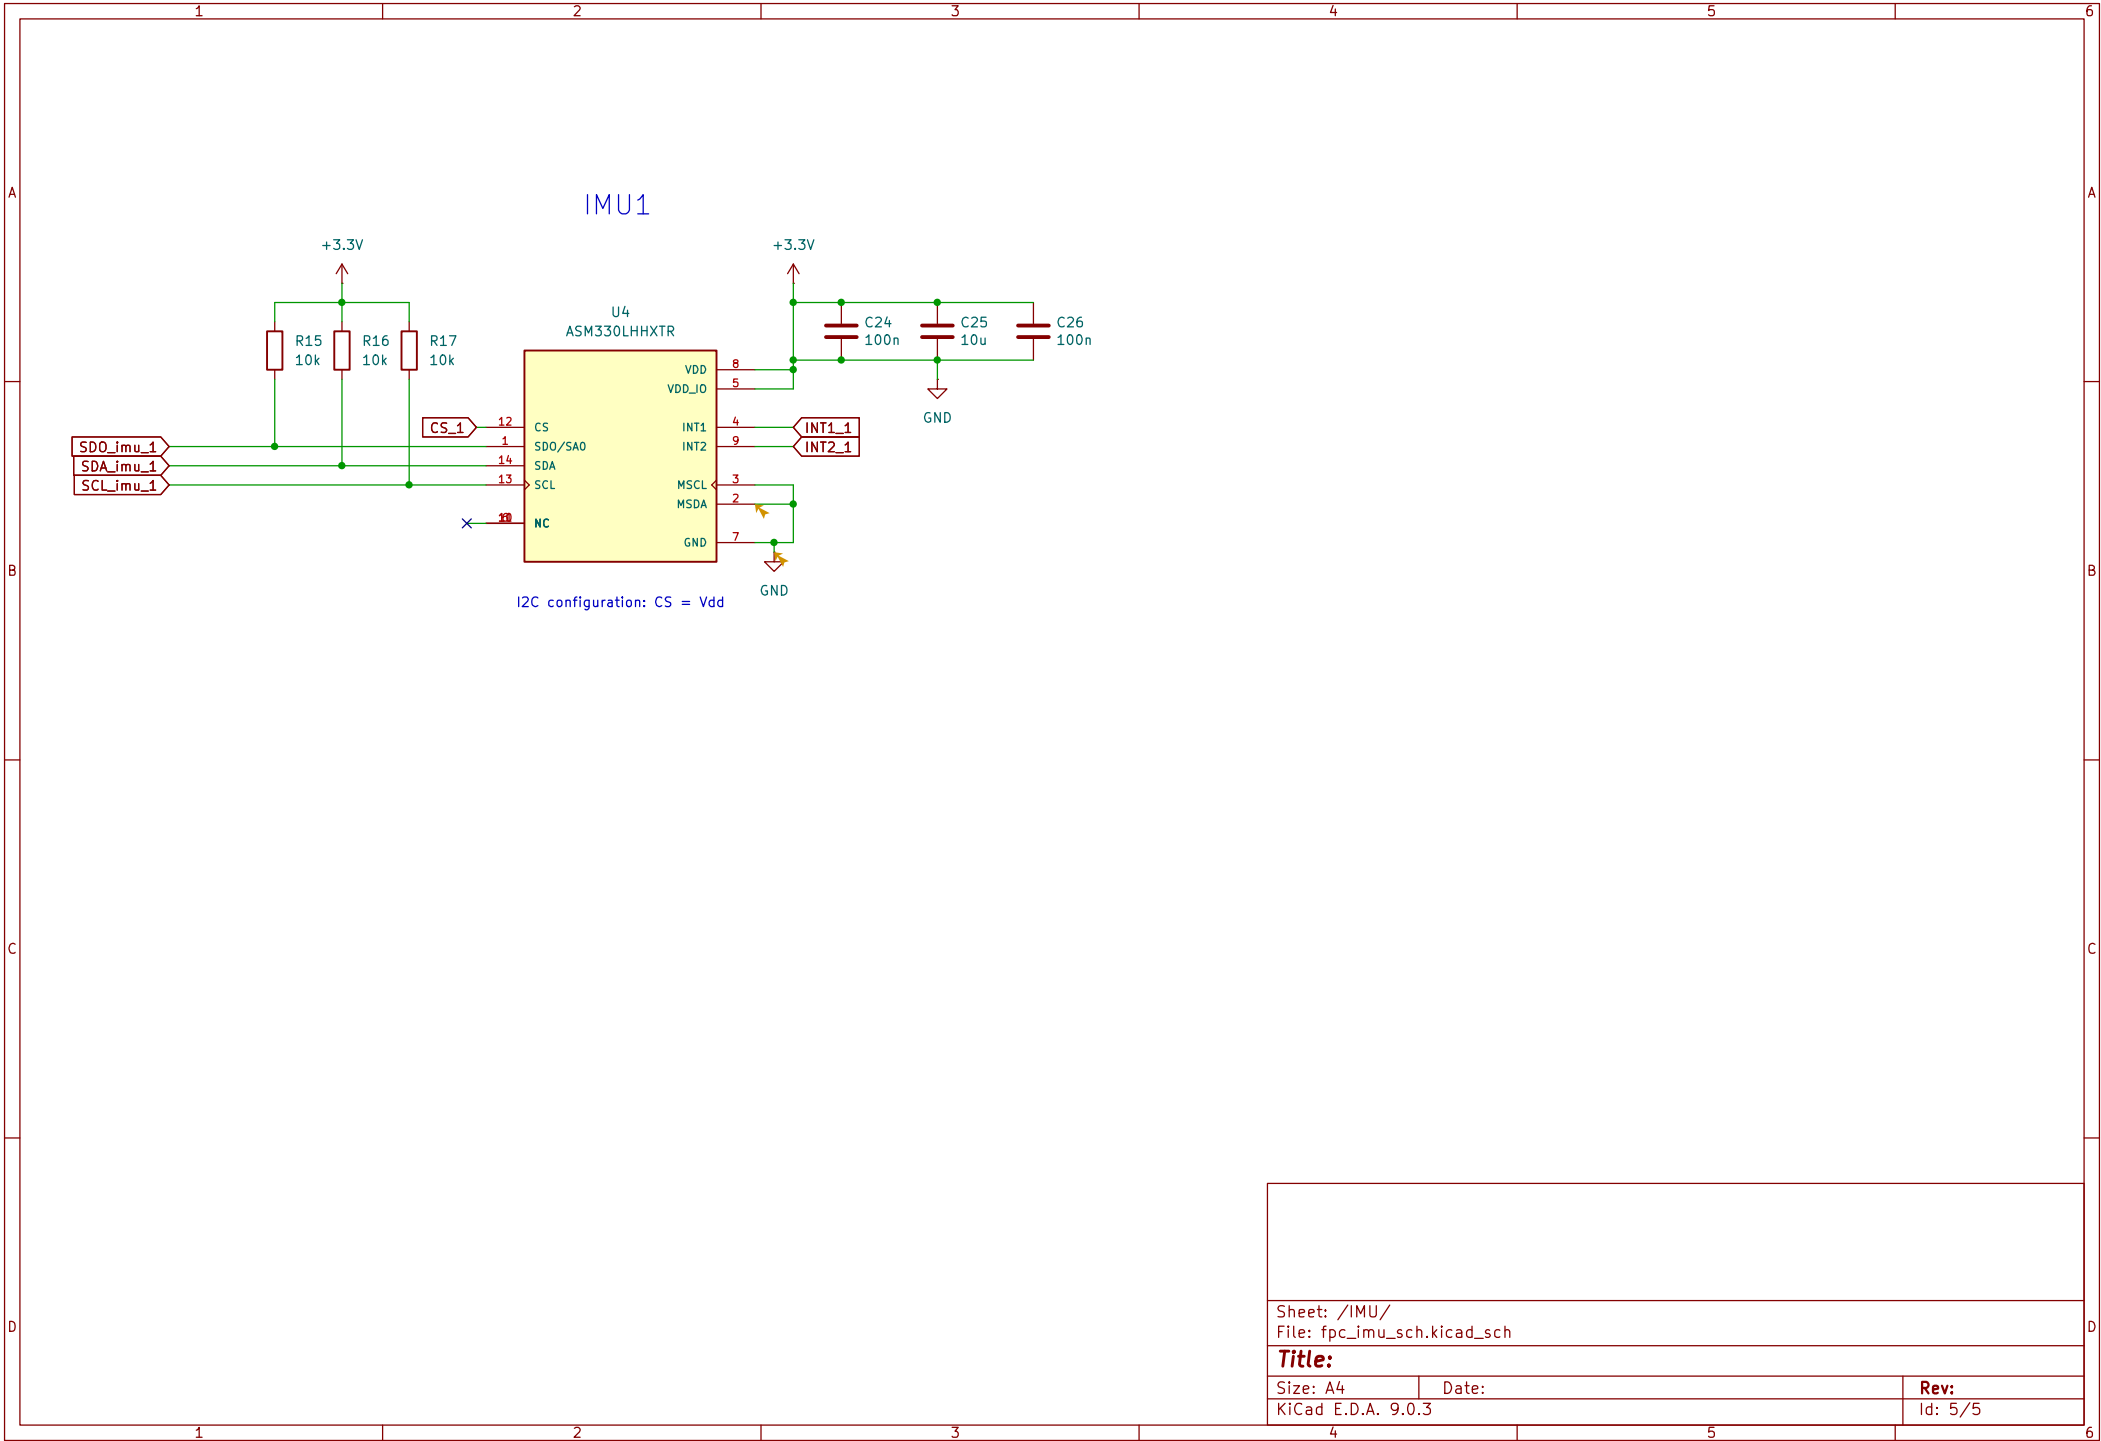 1 2 3 4 5 6
A A
IMU1
+3.3V +3.3V
U4
ASM330LHHXTR
R15
10k
R16
10k
R17
10k
C24
100n
C25
10u
C26
100n
GND
8 VDD
5 VDD_IO
CS_1 12 CS
INT1 4 INT1_1
SDO_imu_1 1 SDO/SA0
INT2 9 INT2_1
SDA_imu_1 14 SDA
SCL_imu_1 13 SCL
MSCL 3
MSDA 2
NC
GND 7
GND
B B
I2C configuration: CS = Vdd
C C
D D
Sheet: /IMU/
File: fpc_imu_sch.kicad_sch
Title:
Size: A4 Date: Rev:
KiCad E.D.A. 9.0.3 Id: 5/5
1 2 3 4 5 6